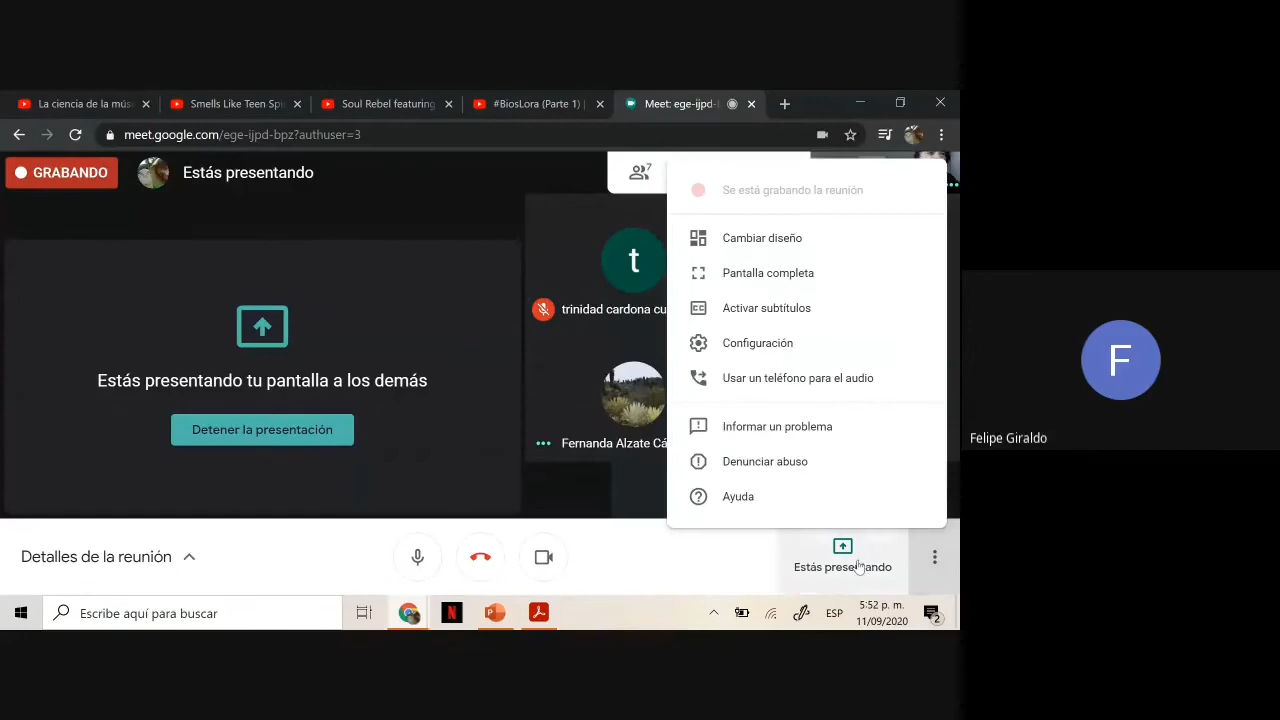 La ciencia de la mús
Smells Like Teen Spi
Soul Rebel featuring
#BiosLora (Parte 1) |
Meet: ege-ijpd-
meet.google.com/ege-ijpd-bpz?authuser=3
GRABANDO
Estás presentando
7
Se está grabando la reunión
Cambiar diseño
Pantalla completa
Activar subtítulos
Configuración
Usar un teléfono para el audio
Informar un problema
Denunciar abuso
Ayuda
t
trinidad cardona cu
Fernanda Alzate Cá
Estás presentando tu pantalla a los demás
Detener la presentación
F
Felipe Giraldo
Detalles de la reunión
Estás presentando
Escribe aquí para buscar
N
ESP
5:52 p. m.
11/09/2020
2